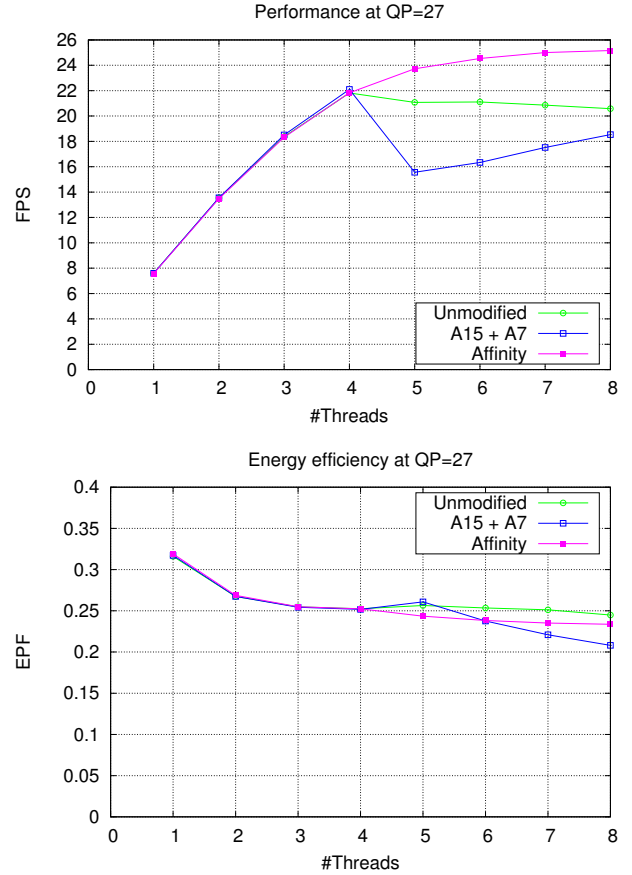 Performance at QP=27
26
24
22
20
18
16
14
12
10
8
6
4
2
0
FPS
Unmodified
A15 + A7
Affinity
0 1 2 3 4 5 6 7 8
#Threads
Energy efficiency at QP=27
0.4
0.35
0.3
0.25
0.2
0.15
0.1
0.05
0
EPF
Unmodified
A15 + A7
Affinity
0 1 2 3 4 5 6 7 8
#Threads